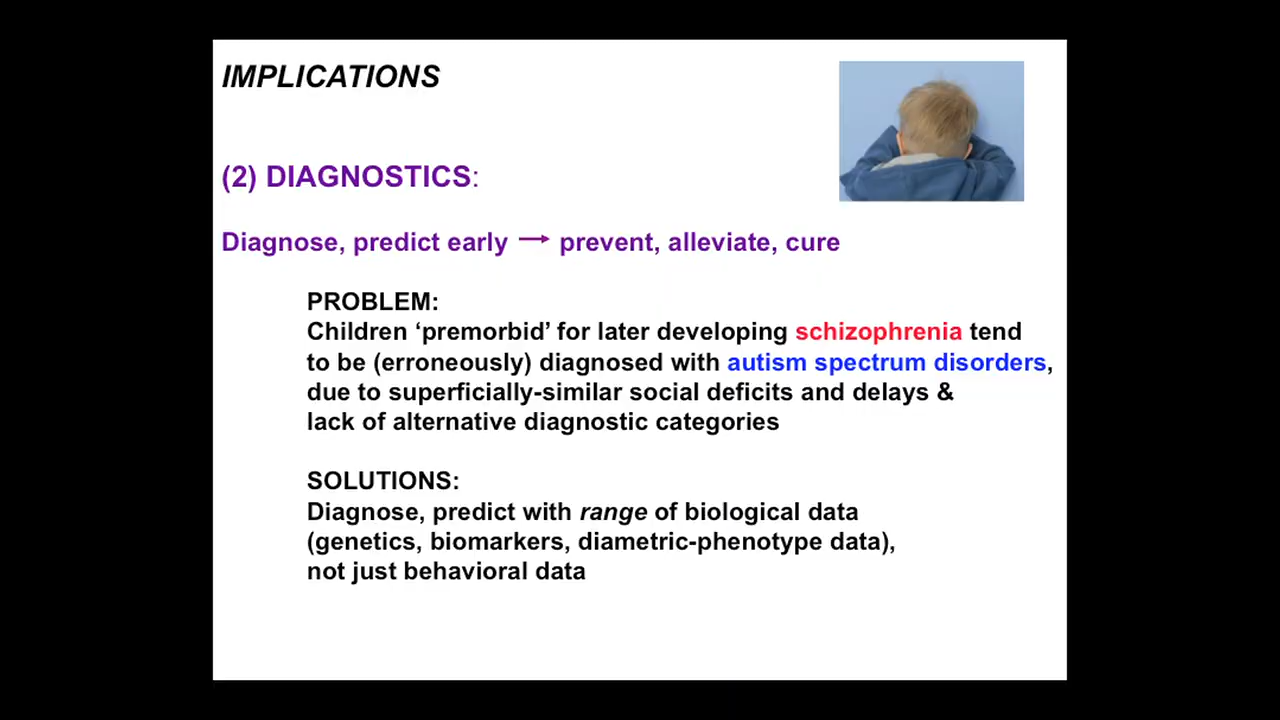 IMPLICATIONS
(2) DIAGNOSTICS:
Diagnose, predict early → prevent, alleviate, cure
PROBLEM:
Children ‘premorbid’ for later developing schizophrenia tend
to be (erroneously) diagnosed with autism spectrum disorders,
due to superficially-similar social deficits and delays &
lack of alternative diagnostic categories
SOLUTIONS:
Diagnose, predict with range of biological data
(genetics, biomarkers, diametric-phenotype data),
not just behavioral data